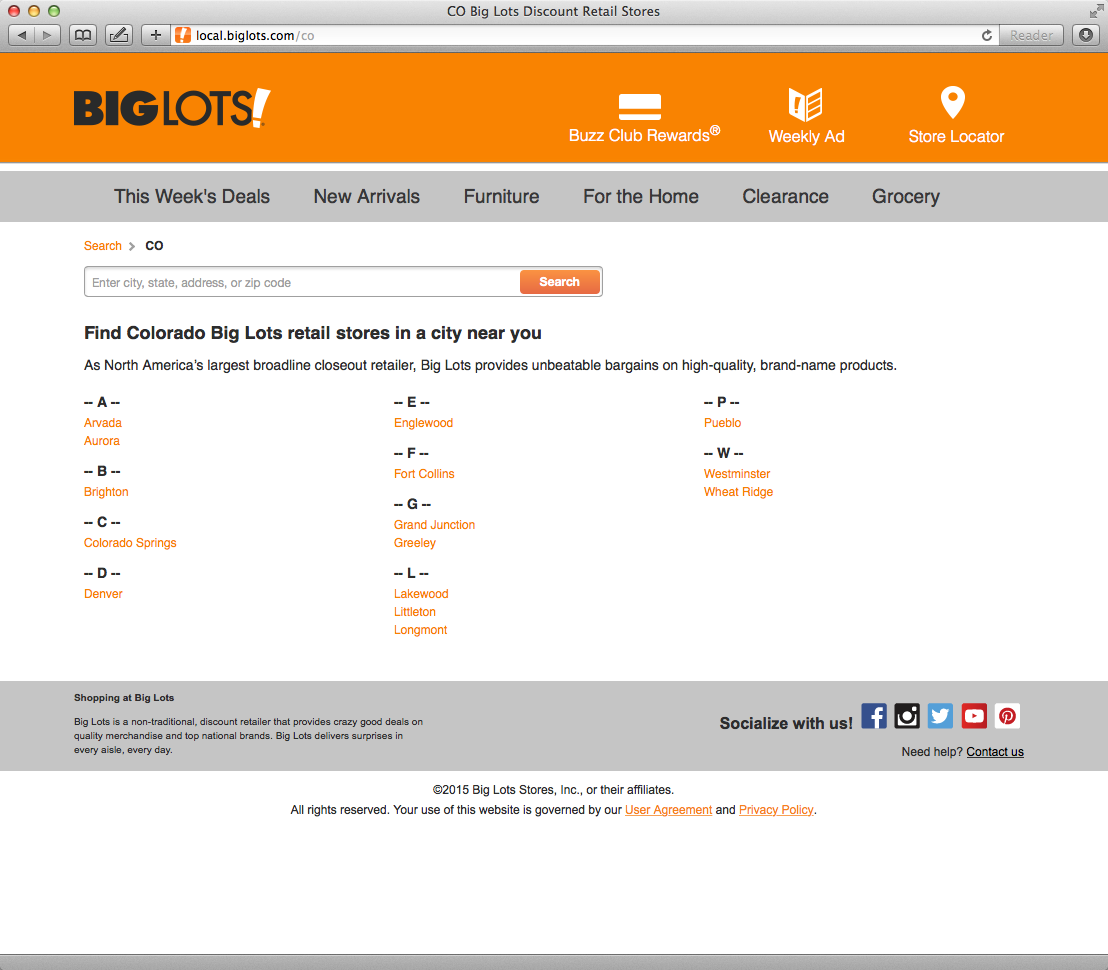 CO Big Lots Discount Retail Stores
local.biglots.com/co
Reader
BIG LOTS!
Buzz Club Rewards®
Weekly Ad
Store Locator
This Week's Deals
New Arrivals
Furniture
For the Home
Clearance
Grocery
Search > CO
Enter city, state, address, or zip code
Search
Find Colorado Big Lots retail stores in a city near you
As North America's largest broadline closeout retailer, Big Lots provides unbeatable bargains on high-quality, brand-name products.
-- A --
Arvada
Aurora
-- B --
Brighton
-- C --
Colorado Springs
-- D --
Denver
-- E --
Englewood
-- F --
Fort Collins
-- G --
Grand Junction
Greeley
-- L --
Lakewood
Littleton
Longmont
-- P --
Pueblo
-- W --
Westminster
Wheat Ridge
Shopping at Big Lots
Big Lots is a non-traditional, discount retailer that provides crazy good deals on
quality merchandise and top national brands. Big Lots delivers surprises in
every aisle, every day.
Socialize with us!
Need help? Contact us
©2015 Big Lots Stores, Inc., or their affiliates.
All rights reserved. Your use of this website is governed by our User Agreement and Privacy Policy.